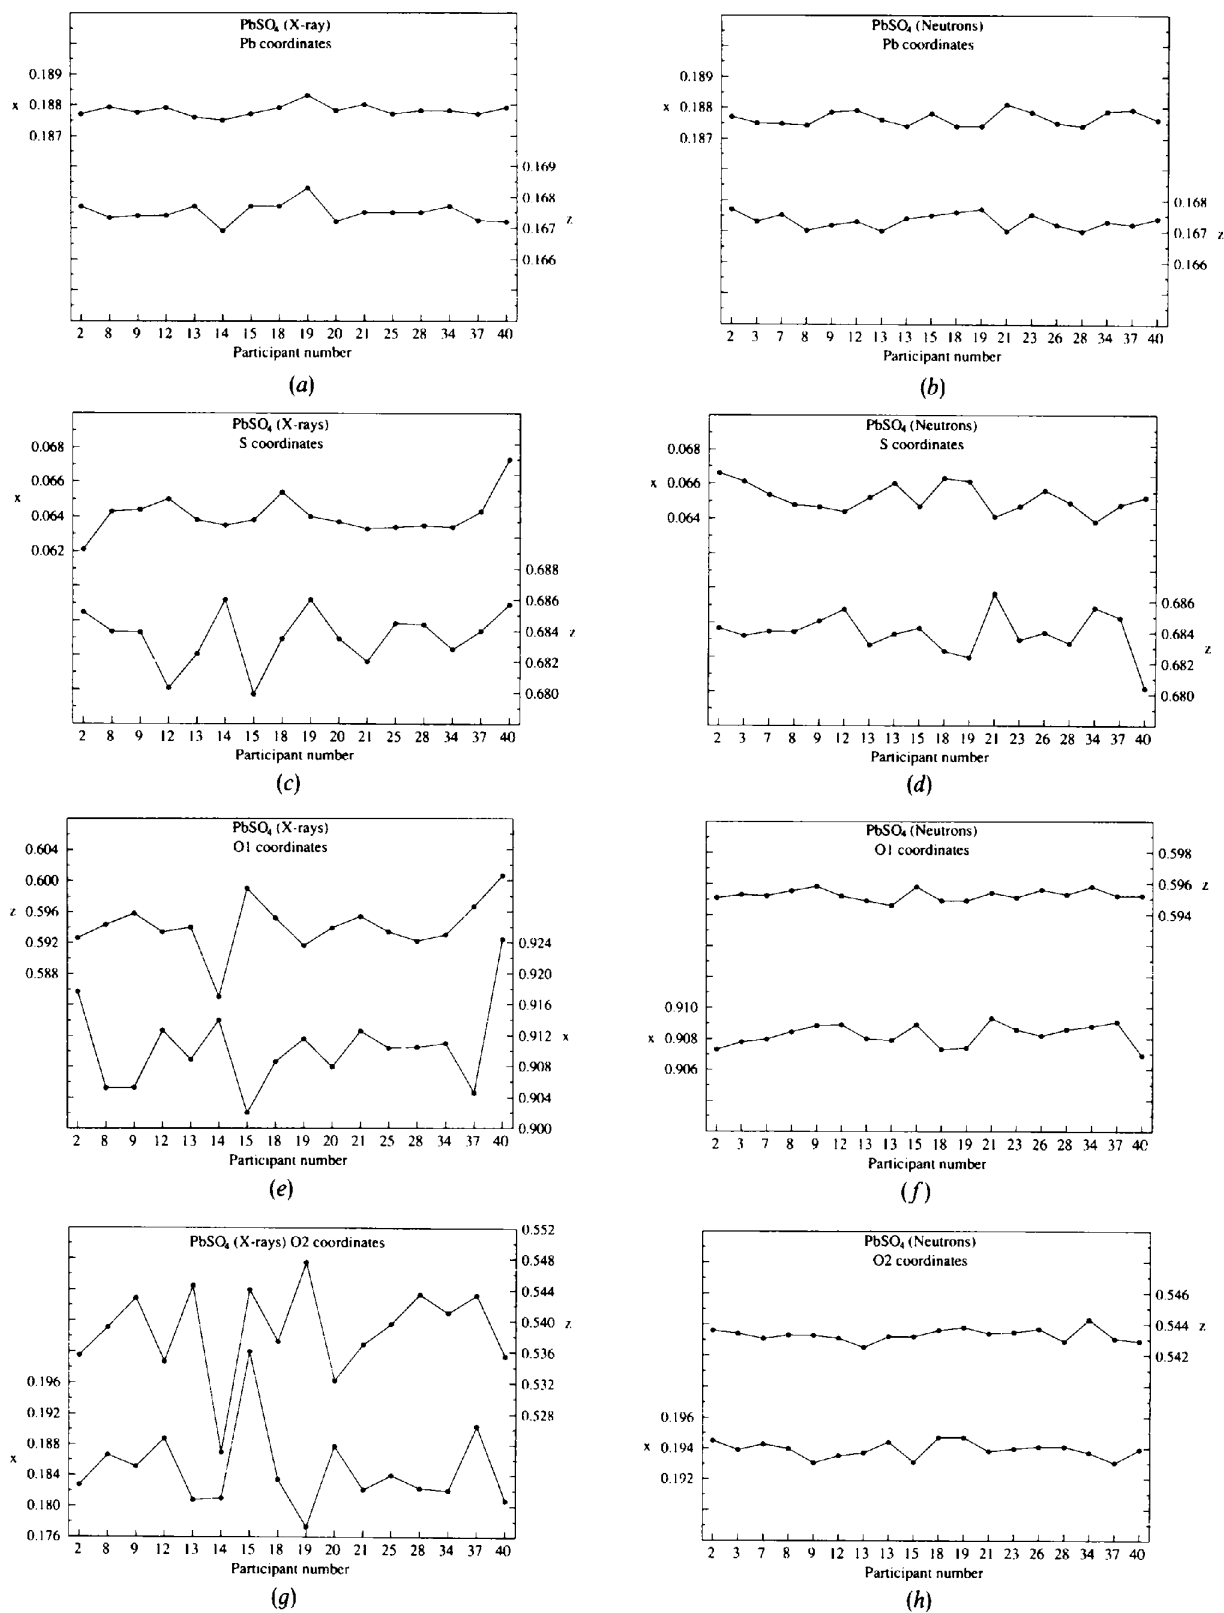 PbSO₄ (X-ray)
Pb coordinates
0.189
x 0.188
0.187
0.169
0.168
0.167 z
0.166
2 8 9 12 13 14 15 18 19 20 21 25 28 34 37 40
Participant number
(a)
PbSO₄ (Neutrons)
Pb coordinates
0.189
x 0.188
0.187
0.168
0.167 z
0.166
2 3 7 8 9 12 13 13 15 18 19 21 23 26 28 34 37 40
Participant number
(b)
PbSO₄ (X-rays)
S coordinates
0.068
0.066
x
0.064
0.062
0.688
0.686
0.684 z
0.682
0.680
2 8 9 12 13 14 15 18 19 20 21 25 28 34 37 40
Participant number
(c)
PbSO₄ (Neutrons)
S coordinates
0.068
x 0.066
0.064
0.686
0.684
z
0.682
0.680
2 3 7 8 9 12 13 14 15 18 19 21 23 26 28 34 37 40
Participant number
(d)
PbSO₄ (X-rays)
O1 coordinates
0.604
0.600
z 0.596
0.592
0.588
0.924
0.920
0.916
0.912 x
0.908
0.904
0.900
2 8 9 12 13 14 15 18 19 20 21 25 28 34 37 40
Participant number
(e)
PbSO₄ (Neutrons)
O1 coordinates
0.598
0.596 z
0.594
0.910
x 0.908
0.906
2 3 7 8 9 12 13 14 15 18 19 21 23 26 28 34 37 40
Participant number
(f)
PbSO₄ (X-rays) O2 coordinates
0.552
0.548
0.544
0.540 z
0.536
0.532
0.528
0.196
0.192
0.188
x
0.184
0.180
0.176
2 8 9 12 13 14 15 18 19 20 21 25 28 34 37 40
Participant number
(g)
PbSO₄ (Neutrons)
O2 coordinates
0.546
0.544 z
0.542
0.196
x 0.194
0.192
2 3 7 8 9 12 13 13 15 18 19 21 23 26 28 34 37 40
Participant number
(h)